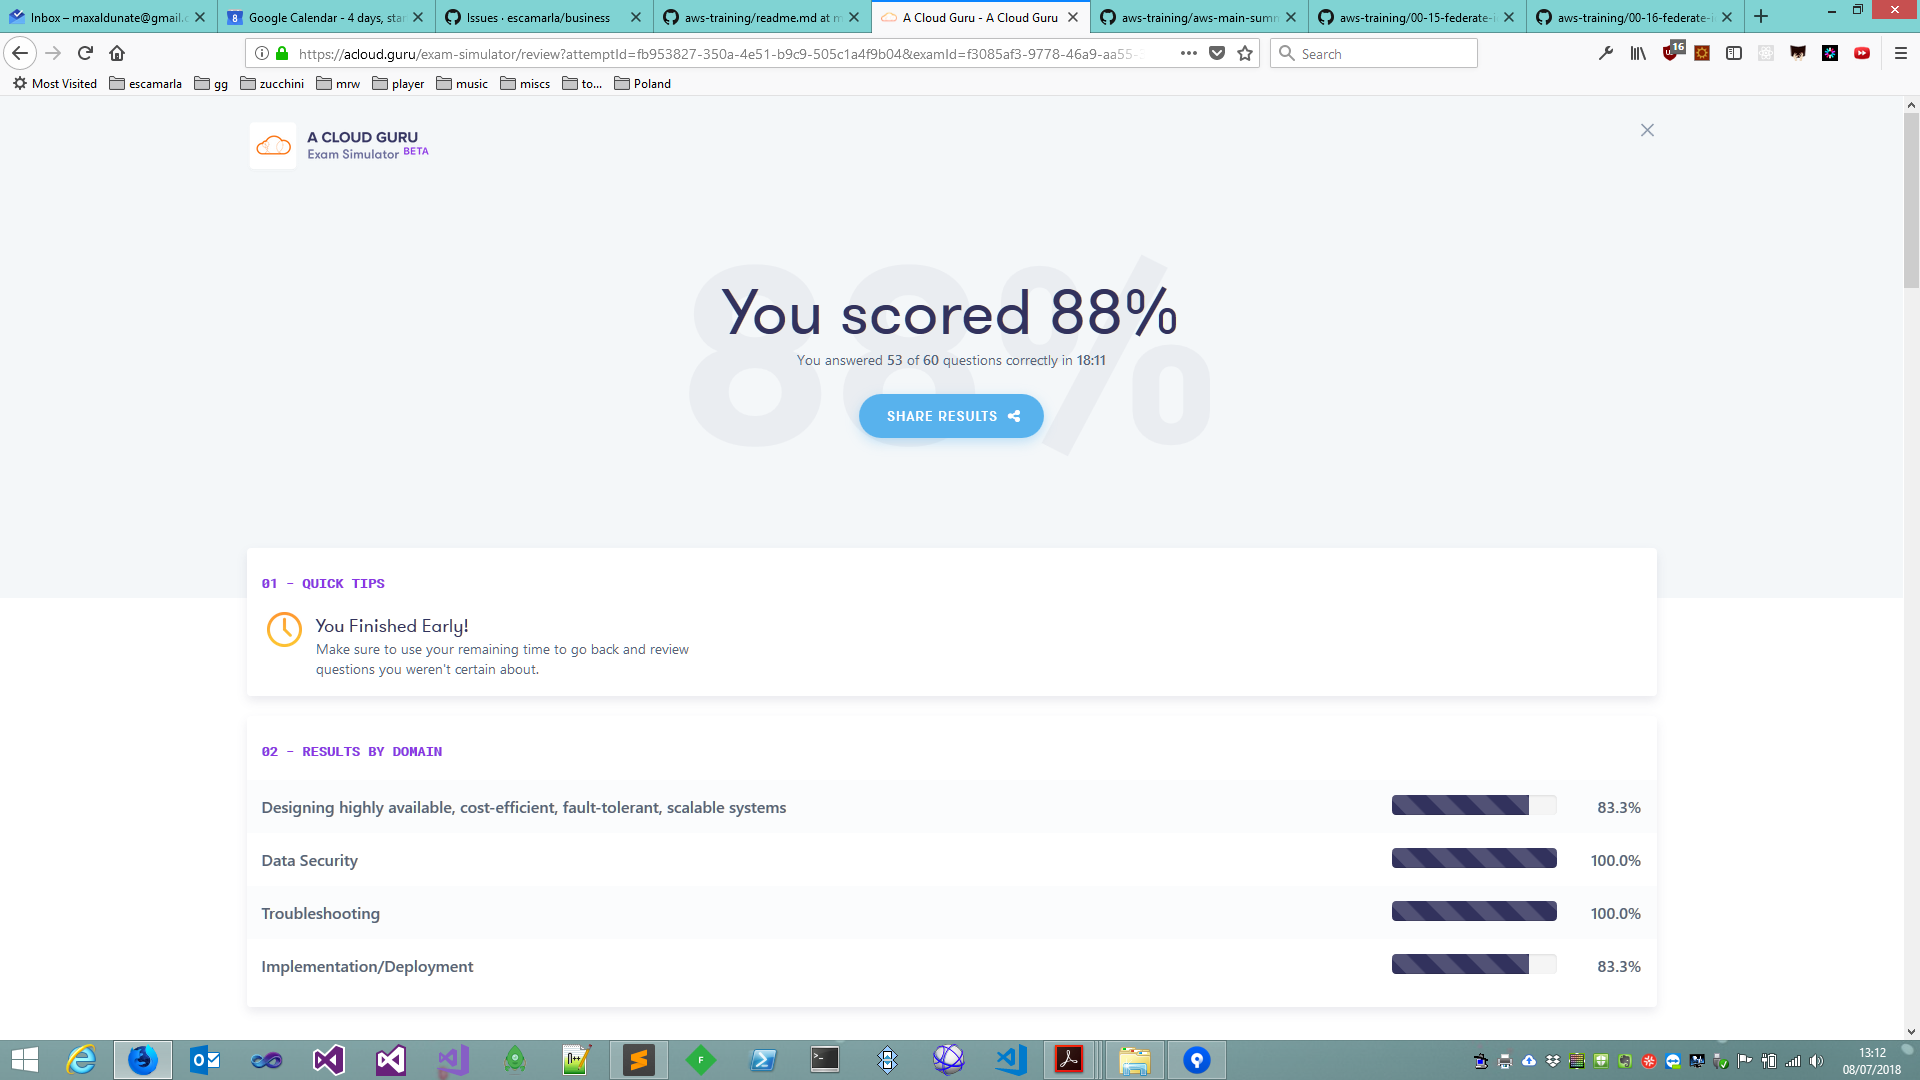 Inbox – maxaldunate@gmail.c
Google Calendar - 4 days, star
Issues · escamarla/business
aws-training/readme.md at m
A Cloud Guru - A Cloud Guru
aws-training/aws-main-summ
aws-training/00-15-federate-i
aws-training/00-16-federate-i
https://acloud.guru/exam-simulator/review?attemptId=fb953827-350a-4e51-b9c9-505c1a4f9b04&examId=f3085af3-9778-46a9-aa55-
Search
16
Most Visited
escamarla
gg
zucchini
mrw
player
music
miscs
to...
Poland
A CLOUD GURU
Exam Simulator BETA
88%
You scored 88%
You answered 53 of 60 questions correctly in 18:11
SHARE RESULTS
01 - QUICK TIPS
You Finished Early!
Make sure to use your remaining time to go back and review
questions you weren't certain about.
02 - RESULTS BY DOMAIN
Designing highly available, cost-efficient, fault-tolerant, scalable systems 83.3%
Data Security 100.0%
Troubleshooting 100.0%
Implementation/Deployment 83.3%
13:12
08/07/2018